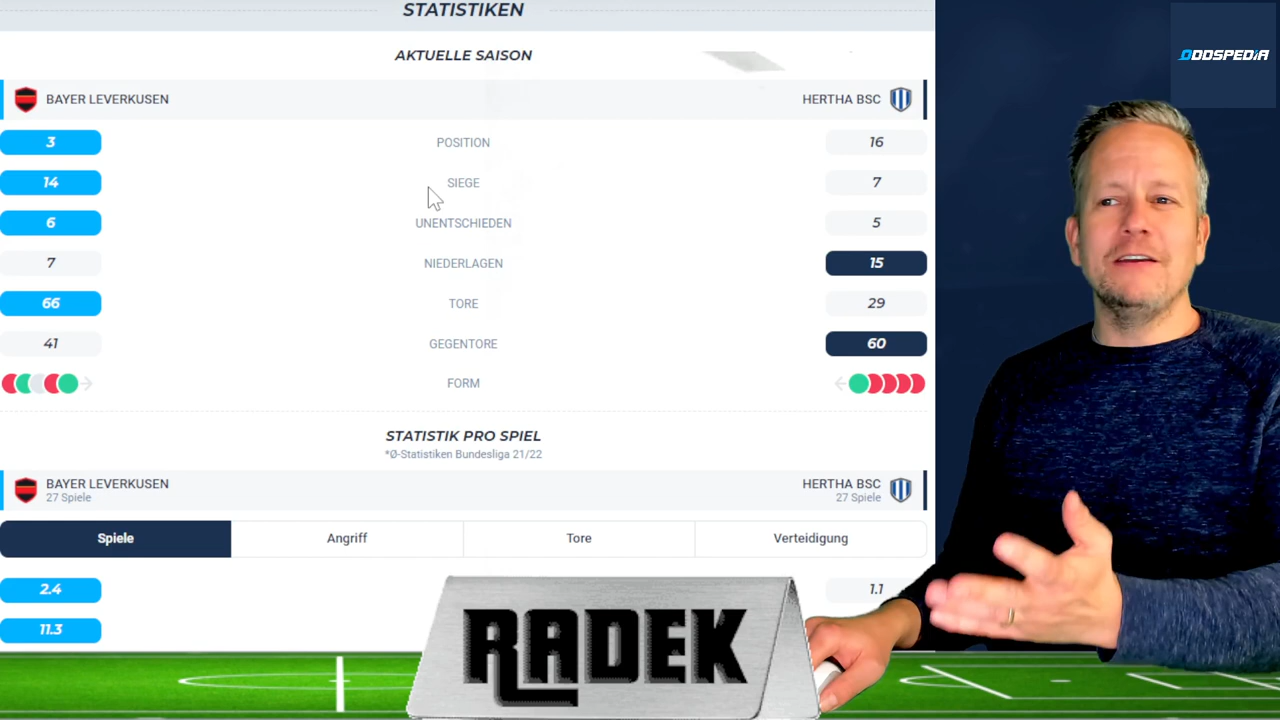 STATISTIKEN
AKTUELLE SAISON
ODDSPEDIA
BAYER LEVERKUSEN HERTHA BSC
3 POSITION 16
14 SIEGE 7
6 UNENTSCHIEDEN 5
7 NIEDERLAGEN 15
66 TORE 29
41 GEGENTORE 60
FORM
STATISTIK PRO SPIEL
*Ø-Statistiken Bundesliga 21/22
BAYER LEVERKUSEN HERTHA BSC
27 Spiele 27 Spiele
Spiele Angriff Tore Verteidigung
2.4 1.1
11.3
RADEK